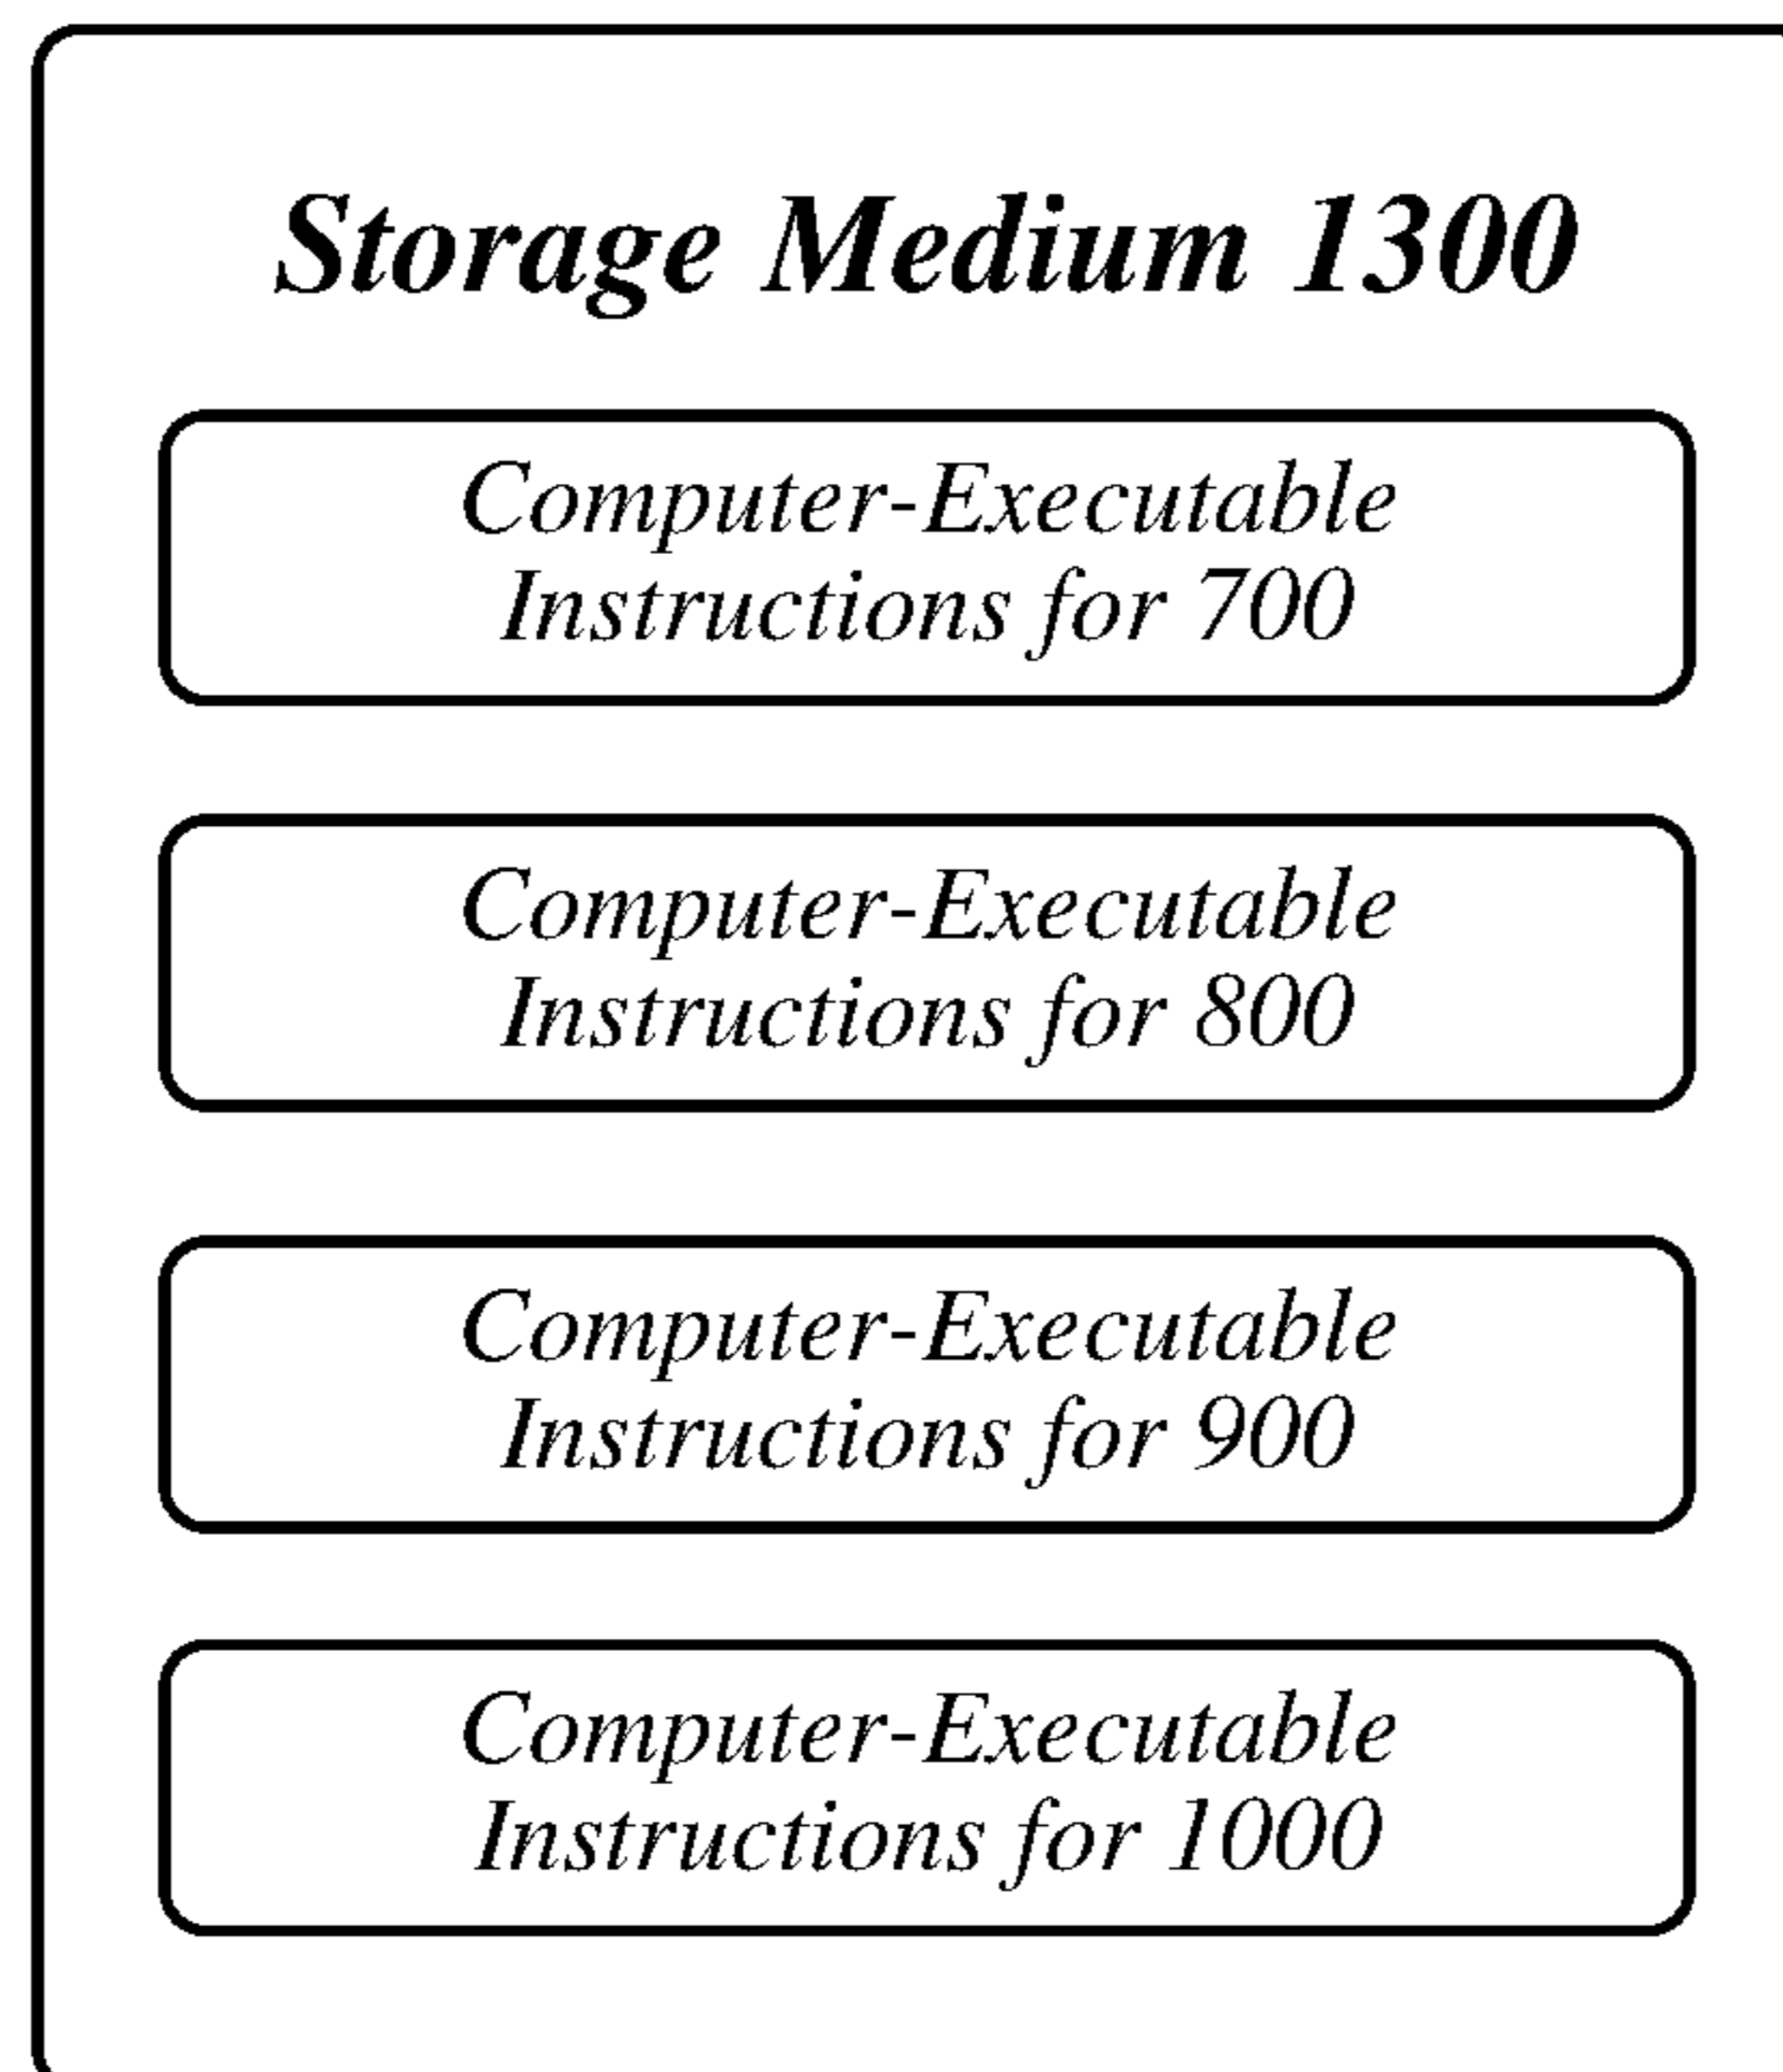 Storage Medium 1300
Computer-Executable
Instructions for 700
Computer-Executable
Instructions for 800
Computer-Executable
Instructions for 900
Computer-Executable
Instructions for 1000